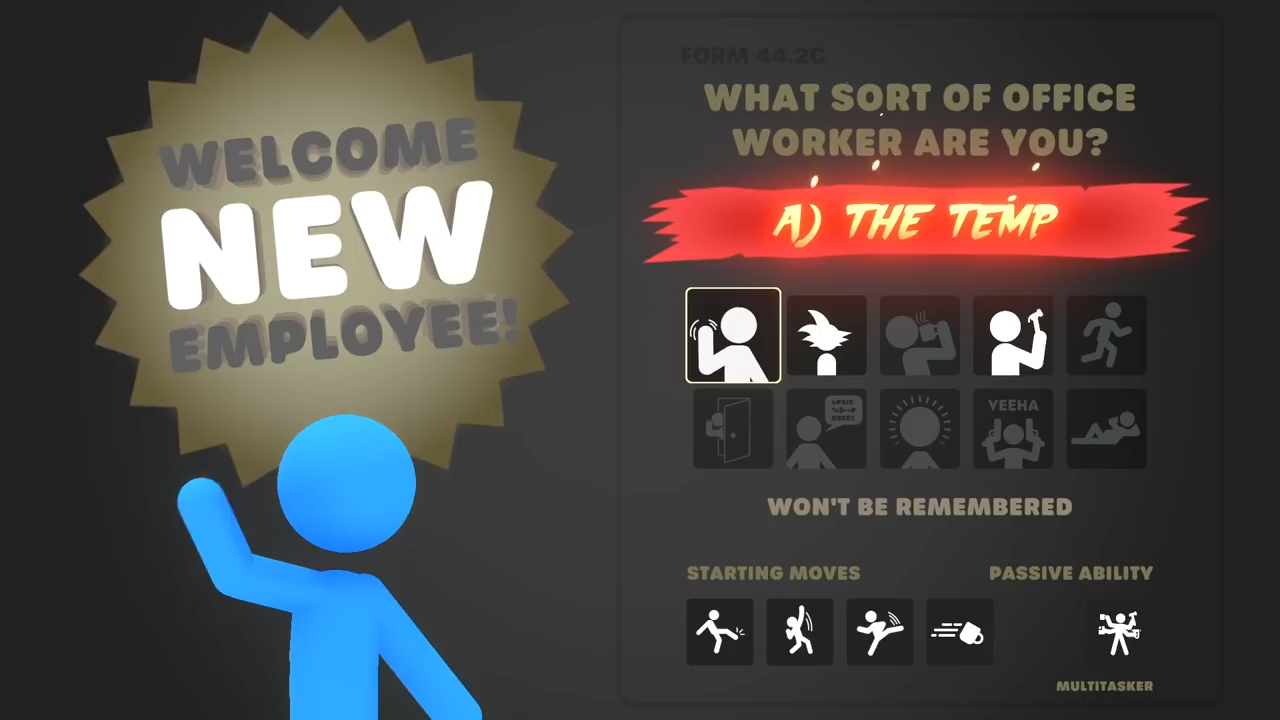 WELCOME
NEW
EMPLOYEE!
FORM 44.2C
WHAT SORT OF OFFICE
WORKER ARE YOU?
A) THE TEMP
YEEHA
WON'T BE REMEMBERED
STARTING MOVES
PASSIVE ABILITY
MULTITASKER